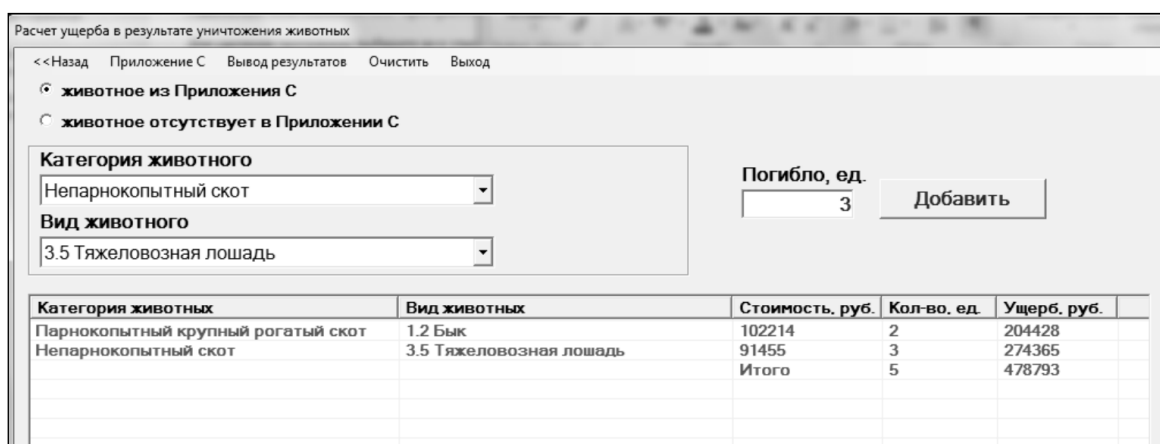 Расчет ущерба в результате уничтожения животных
<<Назад Приложение С Вывод результатов Очистить Выход
животное из Приложения С
животное отсутствует в Приложении С
Категория животного
Непарнокопытный скот
Вид животного
3.5 Тяжеловозная лошадь
Погибло, ед.
3
Добавить
Категория животных Вид животных Стоимость, руб. Кол-во, ед. Ущерб, руб.
Парнокопытный крупный рогатый скот 1.2 Бык 102214 2 204428
Непарнокопытный скот 3.5 Тяжеловозная лошадь 91455 3 274365
Итого 5 478793